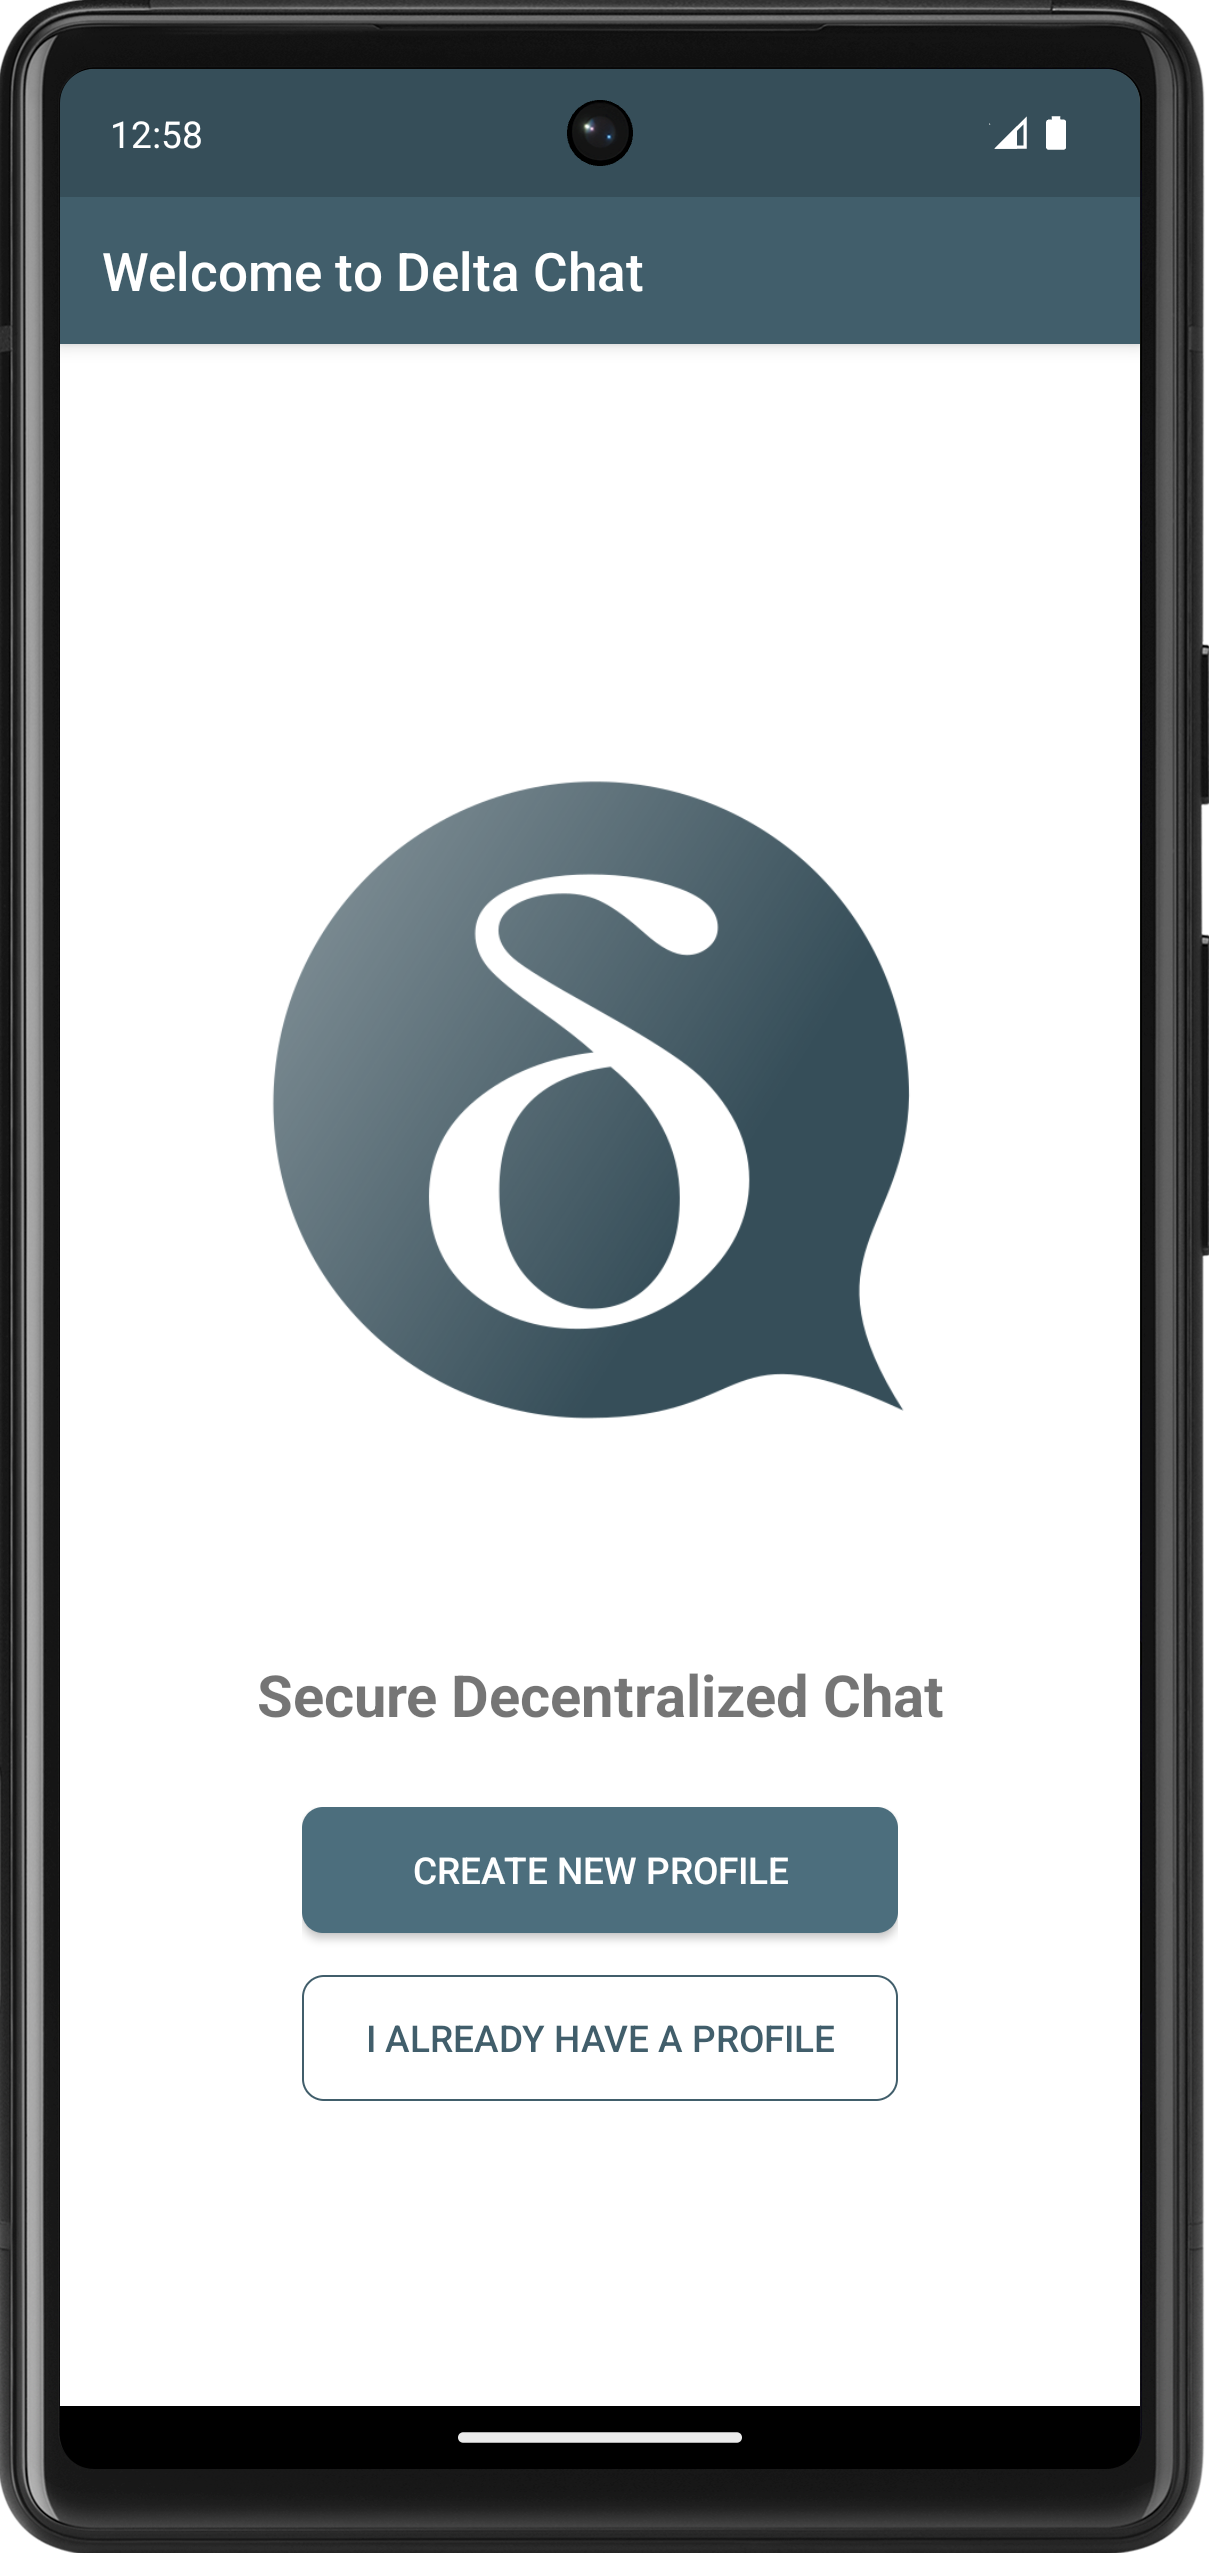 12:58
Welcome to Delta Chat
δ
Secure Decentralized Chat
CREATE NEW PROFILE
I ALREADY HAVE A PROFILE